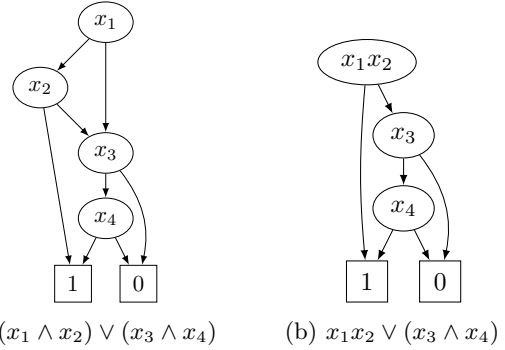 x₁
x₂
x₁x₂
x₃
x₃
x₄
x₄
1 0
1 0
(x₁ ∧ x₂) ∨ (x₃ ∧ x₄)
(b) x₁x₂ ∨ (x₃ ∧ x₄)